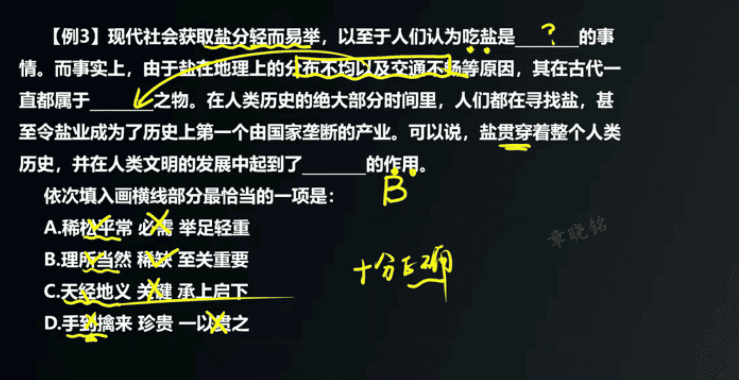 【例3】现代社会获取盐分轻而易举，以至于人们认为吃盐是____?____的事
情。而事实上，由于盐在地理上的分布不均以及交通不畅等原因，其在古代一
直都属于________之物。在人类历史的绝大部分时间里，人们都在寻找盐，甚
至令盐业成为了历史上第一个由国家垄断的产业。可以说，盐贯穿着整个人类
历史，并在人类文明的发展中起到了________的作用。
依次填入画横线部分最恰当的一项是：
B
A.稀松平常 必需 举足轻重
章晓铭
B.理所当然 稀缺 至关重要
十分正确
C.天经地义 关键 承上启下
D.手到擒来 珍贵 一以贯之